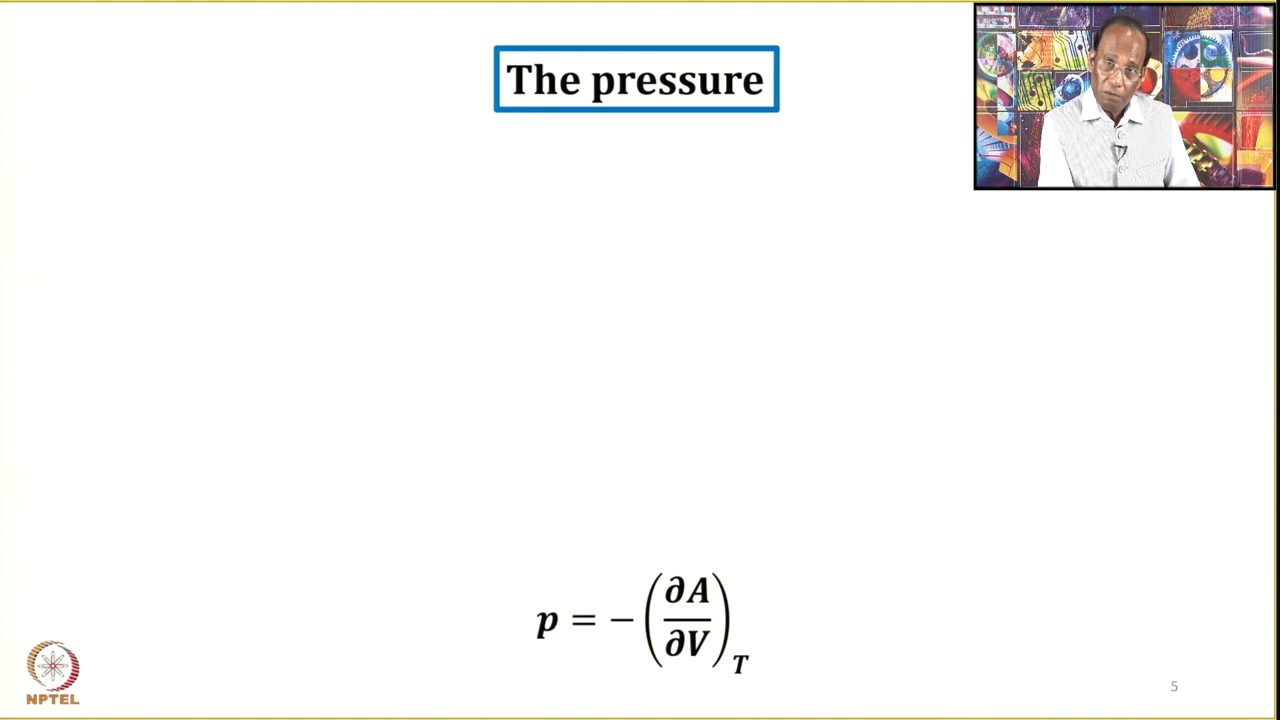 The pressure
p = −(∂A/∂V)_T
NPTEL
5